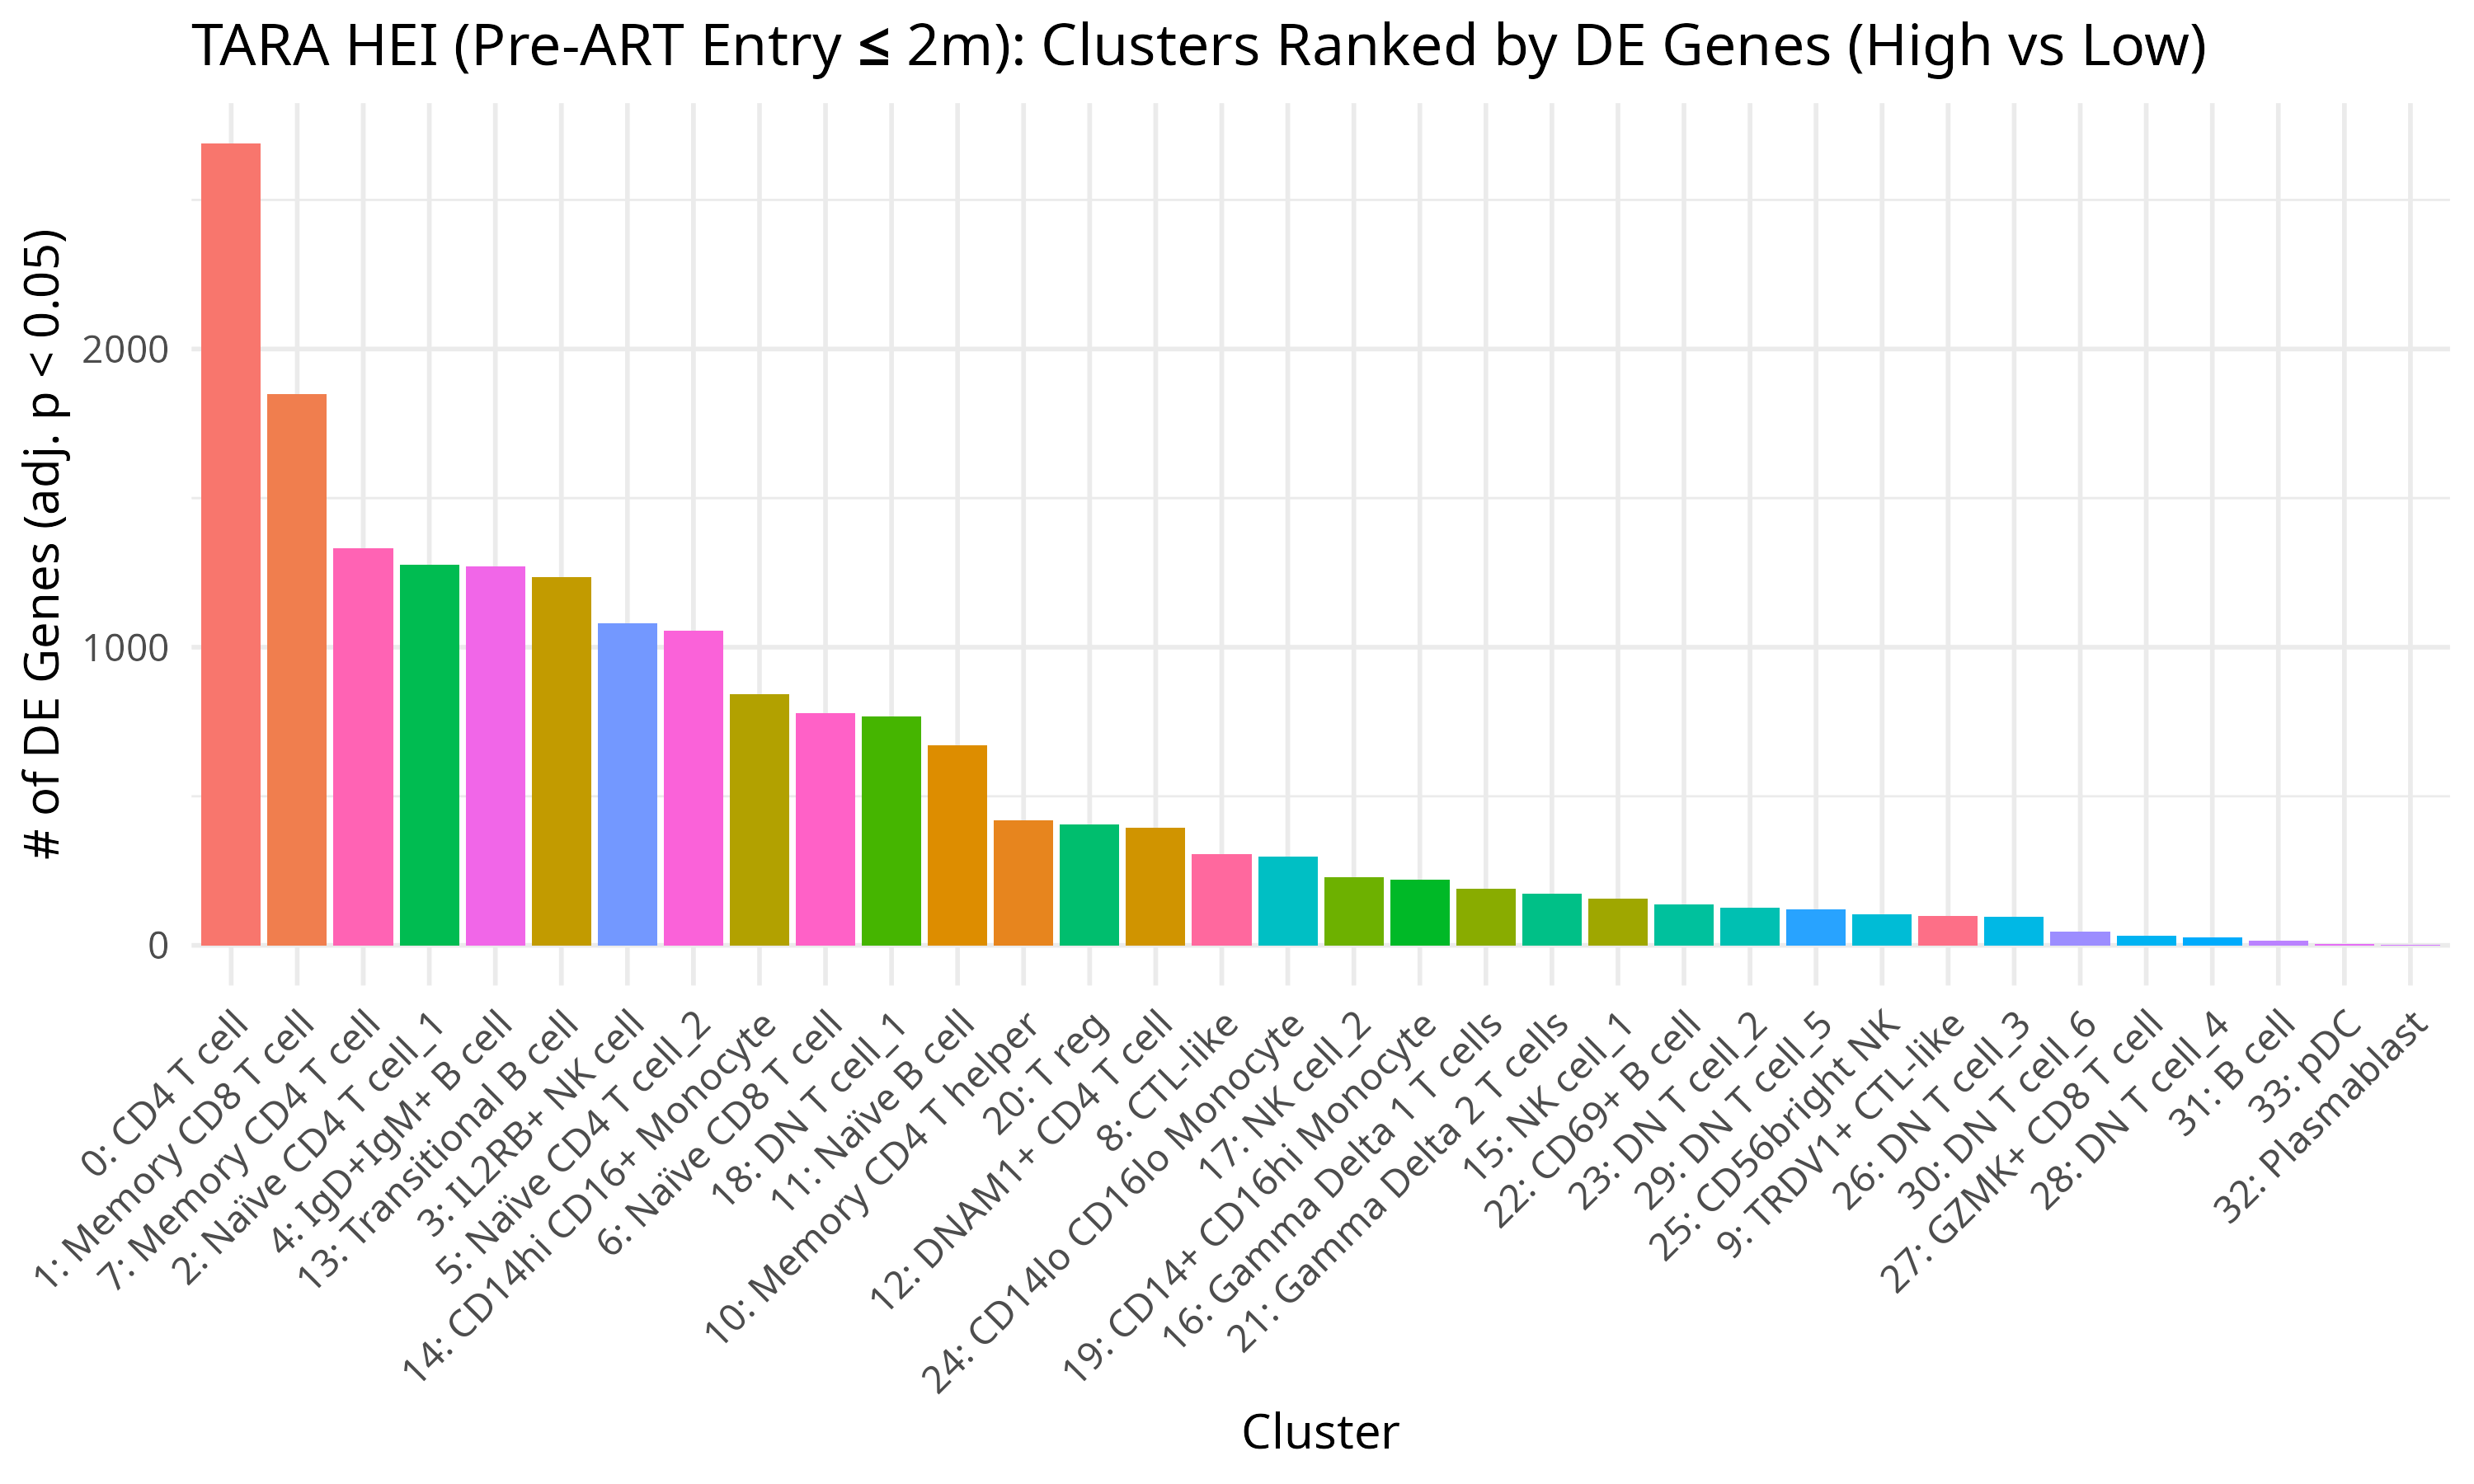 TARA HEI (Pre-ART Entry ≤ 2m): Clusters Ranked by DE Genes (High vs Low)
# of DE Genes (adj. p < 0.05)
2000
1000
0
0: CD4 T cell
1: Memory CD8 T cell
7: Memory CD4 T cell
2: Naïve CD4 T cell_1
4: IgD+IgM+ B cell
13: Transitional B cell
3: IL2RB+ NK cell
5: Naïve CD4 T cell_2
14: CD14hi CD16+ Monocyte
6: Naïve CD8 T cell
18: DN T cell_1
11: Naïve B cell
10: Memory CD4 T helper
20: T reg
12: DNAM1+ CD4 T cell
8: CTL-like
24: CD14lo CD16lo Monocyte
17: NK cell_2
19: CD14+ CD16hi Monocyte
16: Gamma Delta 1 T cells
21: Gamma Delta 2 T cells
15: NK cell_1
22: CD69+ B cell
23: DN T cell_2
29: DN T cell_5
25: CD56bright NK
9: TRDV1+ CTL-like
26: DN T cell_3
30: DN T cell_6
27: GZMK+ CD8 T cell
28: DN T cell_4
31: B cell
33: pDC
32: Plasmablast
Cluster